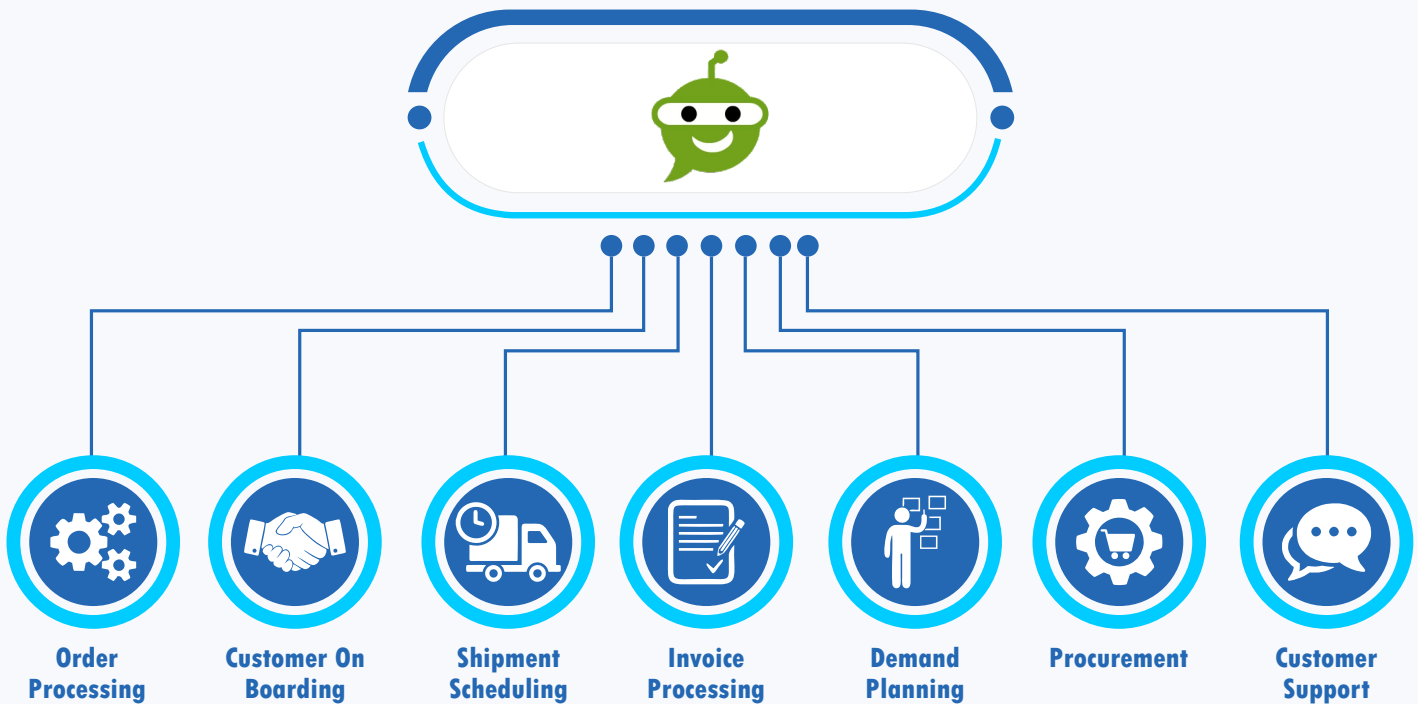 Order
Processing
Customer On
Boarding
Shipment
Scheduling
Invoice
Processing
Demand
Planning
Procurement
Customer
Support